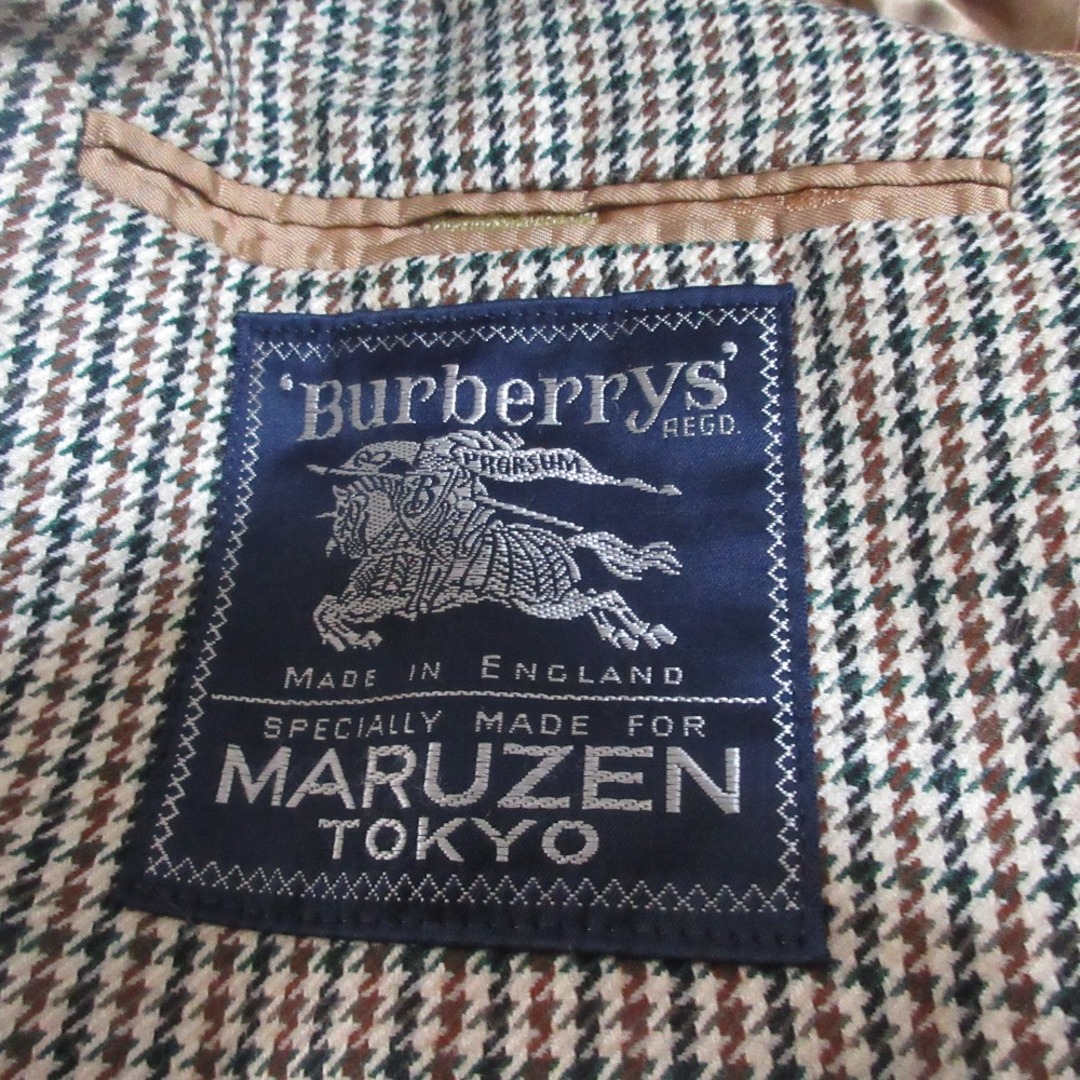 ‘Burberrys’
REGD.
PRORSUM
B
MADE IN ENGLAND
SPECIALLY MADE FOR
MARUZEN
TOKYO